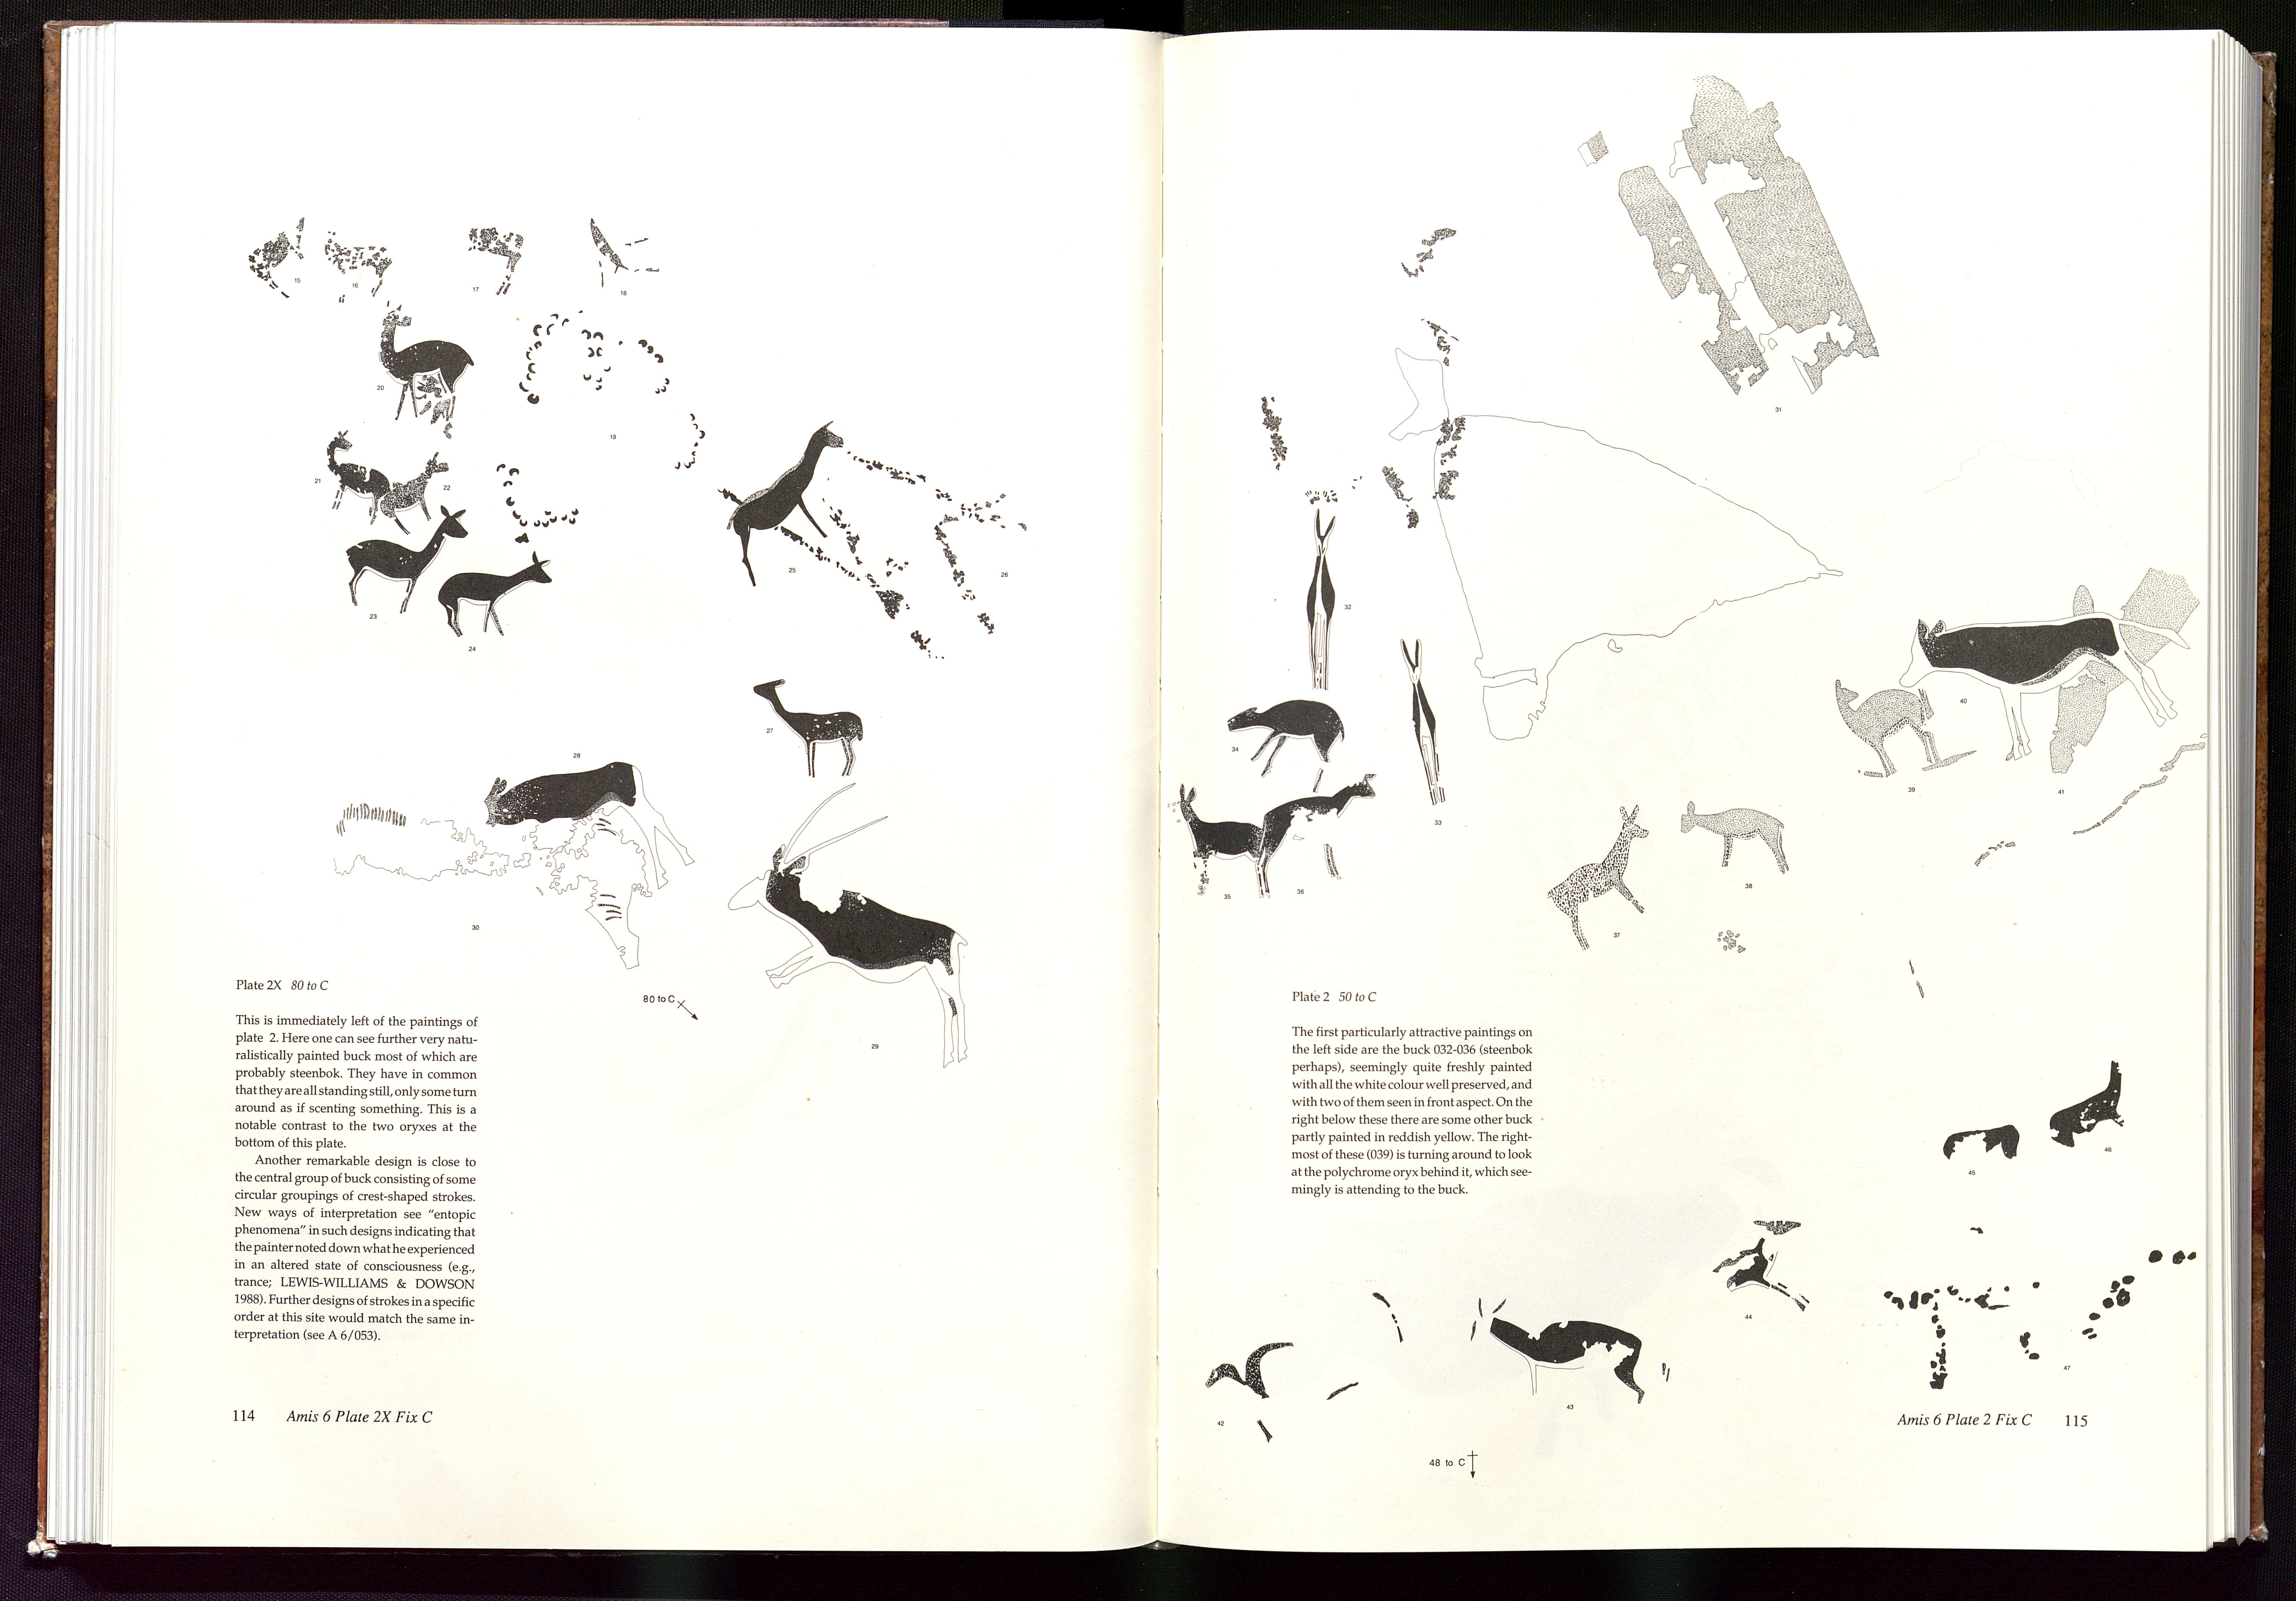 15
16
17
18
20
19
21
22
23
24
25
26
27
28
30
29
80 to C
Plate 2X 80 to C
This is immediately left of the paintings of
plate 2. Here one can see further very natu-
ralistically painted buck most of which are
probably steenbok. They have in common
that they are all standing still, only some turn
around as if scenting something. This is a
notable contrast to the two oryxes at the
bottom of this plate.
Another remarkable design is close to
the central group of buck consisting of some
circular groupings of crest-shaped strokes.
New ways of interpretation see "entopic
phenomena" in such designs indicating that
the painter noted down what he experienced
in an altered state of consciousness (e.g.,
trance; LEWIS-WILLIAMS & DOWSON
1988). Further designs of strokes in a specific
order at this site would match the same in-
terpretation (see A 6/053).
114 Amis 6 Plate 2X Fix C
31
32
34
33
35
36
37
38
39
40
41
Plate 2 50 to C
The first particularly attractive paintings on
the left side are the buck 032-036 (steenbok
perhaps), seemingly quite freshly painted
with all the white colour well preserved, and
with two of them seen in front aspect. On the
right below these there are some other buck
partly painted in reddish yellow. The right-
most of these (039) is turning around to look
at the polychrome oryx behind it, which see-
mingly is attending to the buck.
45
46
44
47
42
43
48 to C
Amis 6 Plate 2 Fix C 115